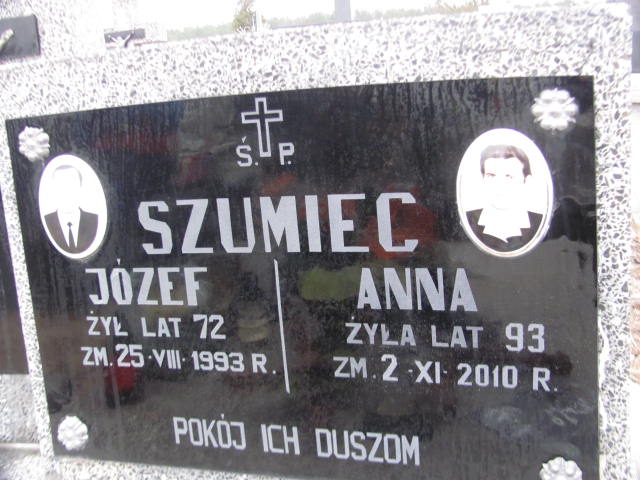 Ś. P.
SZUMIEC
JÓZEF
ŻYŁ LAT 72
ZM. 25·VIII·1993 R.
ANNA
ŻYŁA LAT 93
ZM. 2·XI·2010 R.
POKÓJ ICH DUSZOM